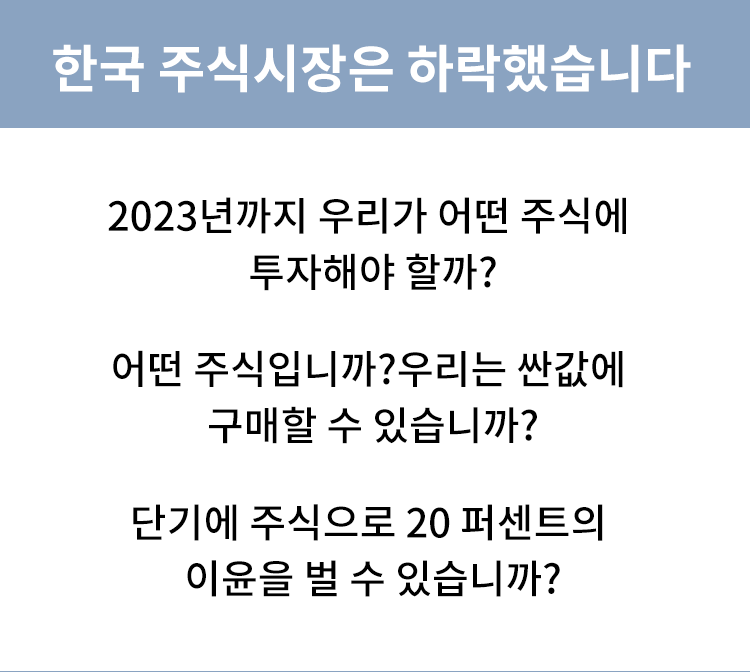 한국 주식시장은 하락했습니다
2023년까지 우리가 어떤 주식에
투자해야 할까?
어떤 주식입니까?우리는 싼값에
구매할 수 있습니까?
단기에 주식으로 20 퍼센트의
이윤을 벌 수 있습니까?